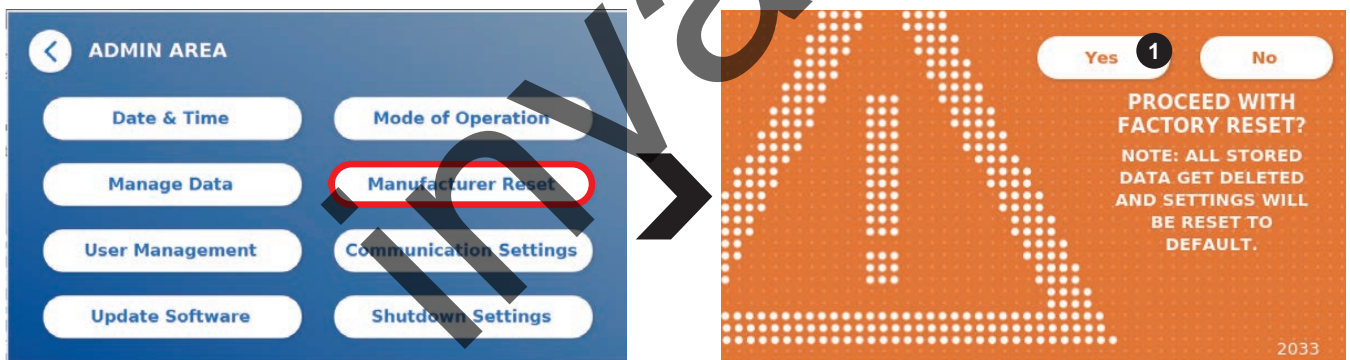 ADMIN AREA
Date & Time
Mode of Operation
Manage Data
Manufacturer Reset
User Management
Communication Settings
Update Software
Shutdown Settings
Yes
1
No
PROCEED WITH
FACTORY RESET?
NOTE: ALL STORED
DATA GET DELETED
AND SETTINGS WILL
BE RESET TO
DEFAULT.
2033